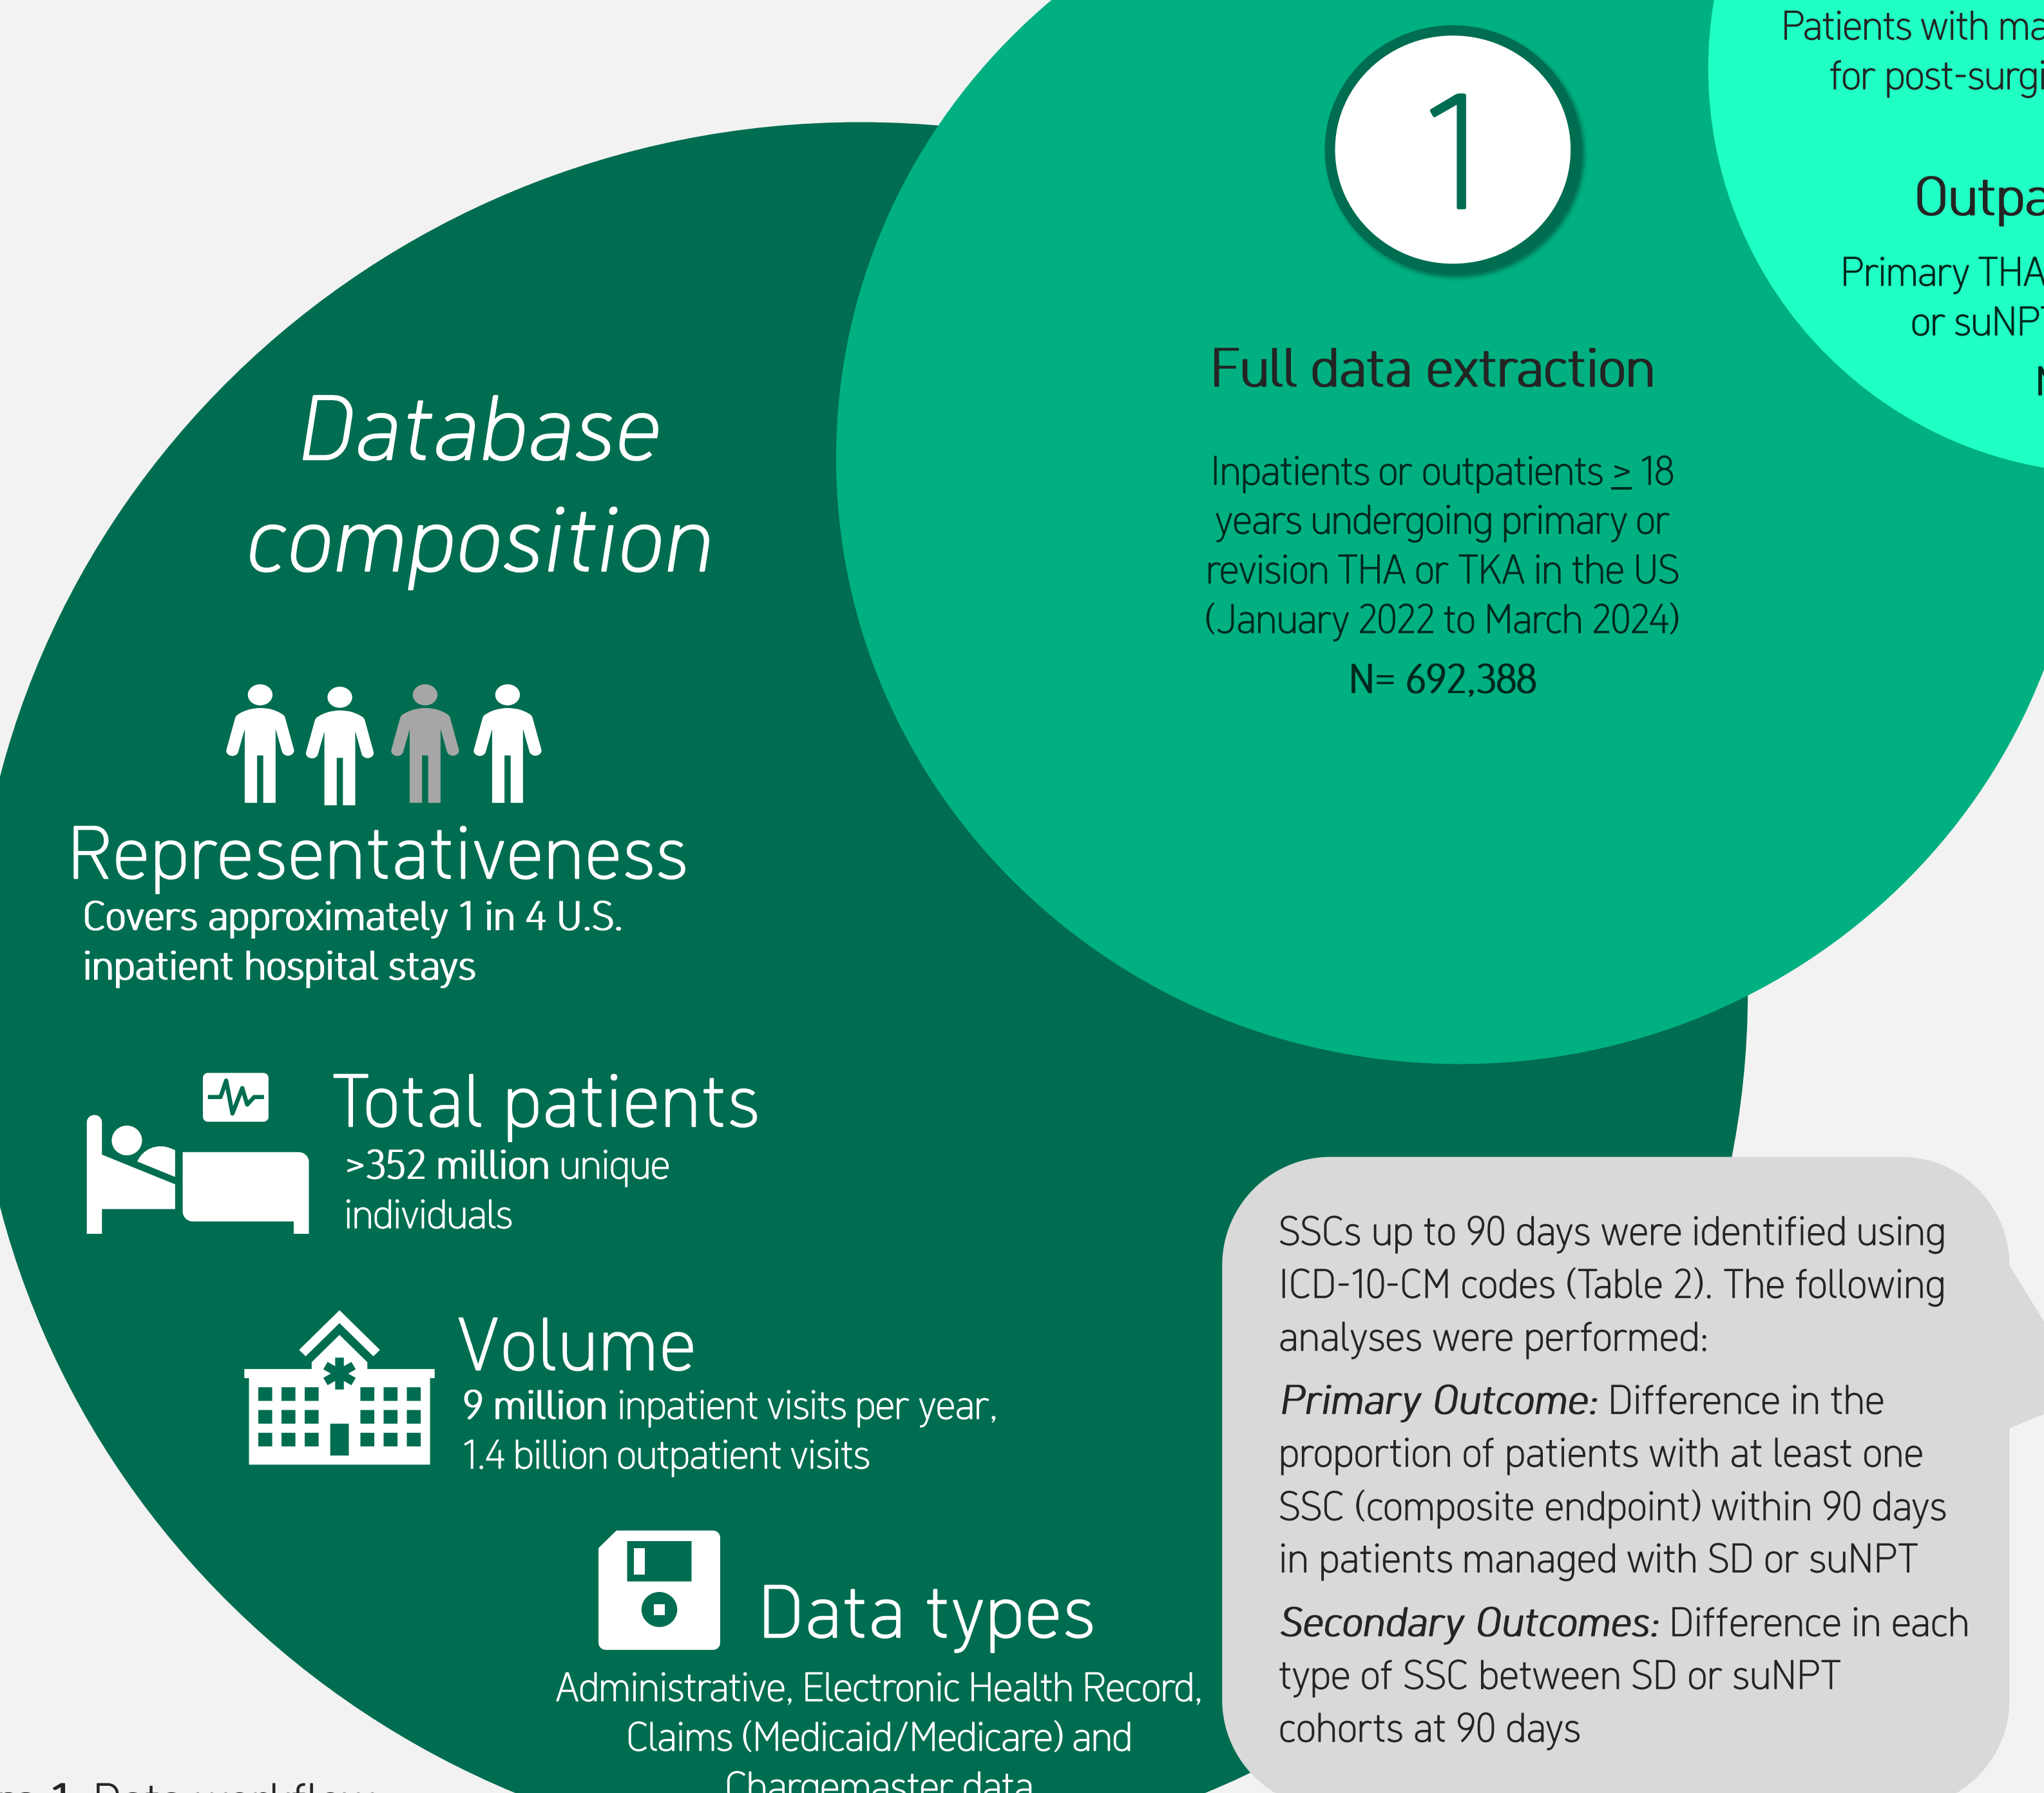 Database
composition
Representativeness
Covers approximately 1 in 4 U.S.
inpatient hospital stays
Total patients
>352 million unique
individuals
Volume
9 million inpatient visits per year,
1.4 billion outpatient visits
Data types
Administrative, Electronic Health Record,
Claims (Medicaid/Medicare) and
Chargemaster data
1
Full data extraction
Inpatients or outpatients ≥ 18
years undergoing primary or
revision THA or TKA in the US
(January 2022 to March 2024)
N= 692,388
Patients with
for
Primary THA
or
SSCs up to 90 days were identified using
ICD-10-CM codes (Table 2). The following
analyses were performed:
Primary Outcome: Difference in the
proportion of patients with at least one
SSC (composite endpoint) within 90 days
in patients managed with SD or suNPT
Secondary Outcomes: Difference in each
type of SSC between SD or suNPT
cohorts at 90 days
1. Data workflow